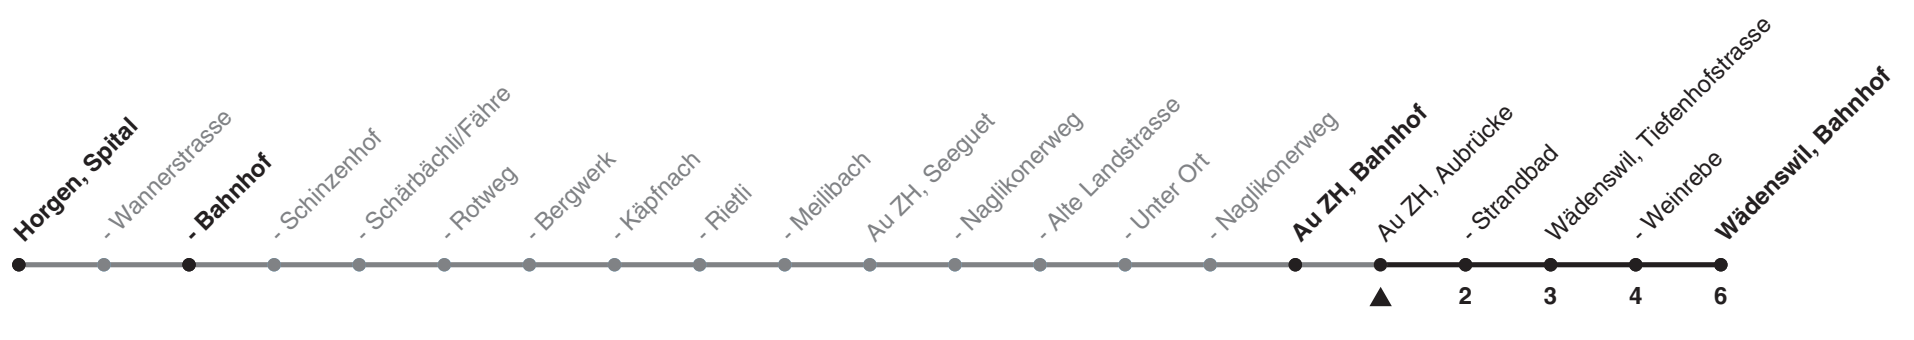 Horgen, Spital
- Wannerstrasse
- Bahnhof
- Schinzenhof
- Schärbächli/Fähre
- Rotweg
- Bergwerk
- Käpfnach
- Rietli
- Meilibach
Au ZH, Seeguet
- Naglikonerweg
- Alte Landstrasse
- Unter Ort
- Naglikonerweg
Au ZH, Bahnhof
Au ZH, Aubrücke
- Strandbad
Wädenswil, Tiefenhofstrasse
- Weinrebe
Wädenswil, Bahnhof
2 3 4 6